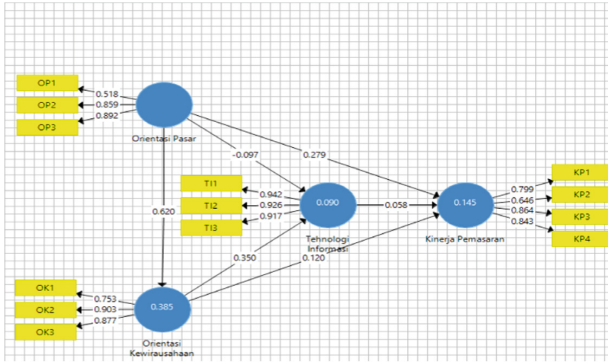 OP1
0.518
OP2
0.859
OP3
0.892
Orientasi Pasar
-0.097
0.279
TI1
0.942
TI2
0.926
TI3
0.917
0.090
Tehnologi
Informasi
0.058
0.145
Kinerja Pemasaran
0.799
KP1
0.646
KP2
0.864
KP3
0.843
KP4
0.620
0.350
0.120
OK1
0.753
OK2
0.903
OK3
0.877
0.385
Orientasi
Kewirausahaan